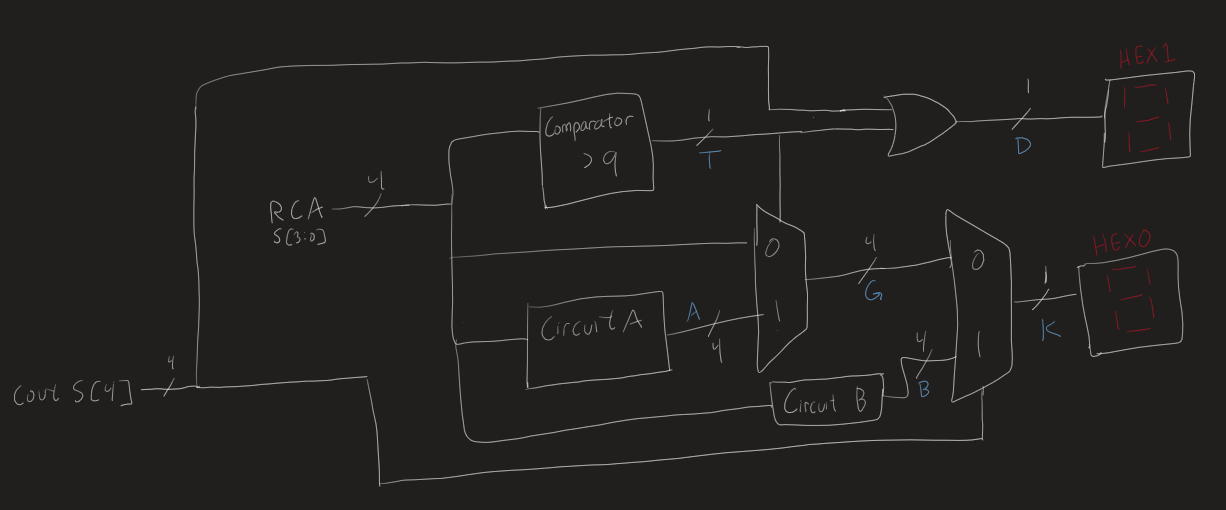 HEX1
1
D
Comparator
> 9
1
T
4
RCA
S[3:0]
HEX0
0
4
G
0
1
K
Circuit A
A
4
1
4
B
1
Circuit B
4
Cout S[4]